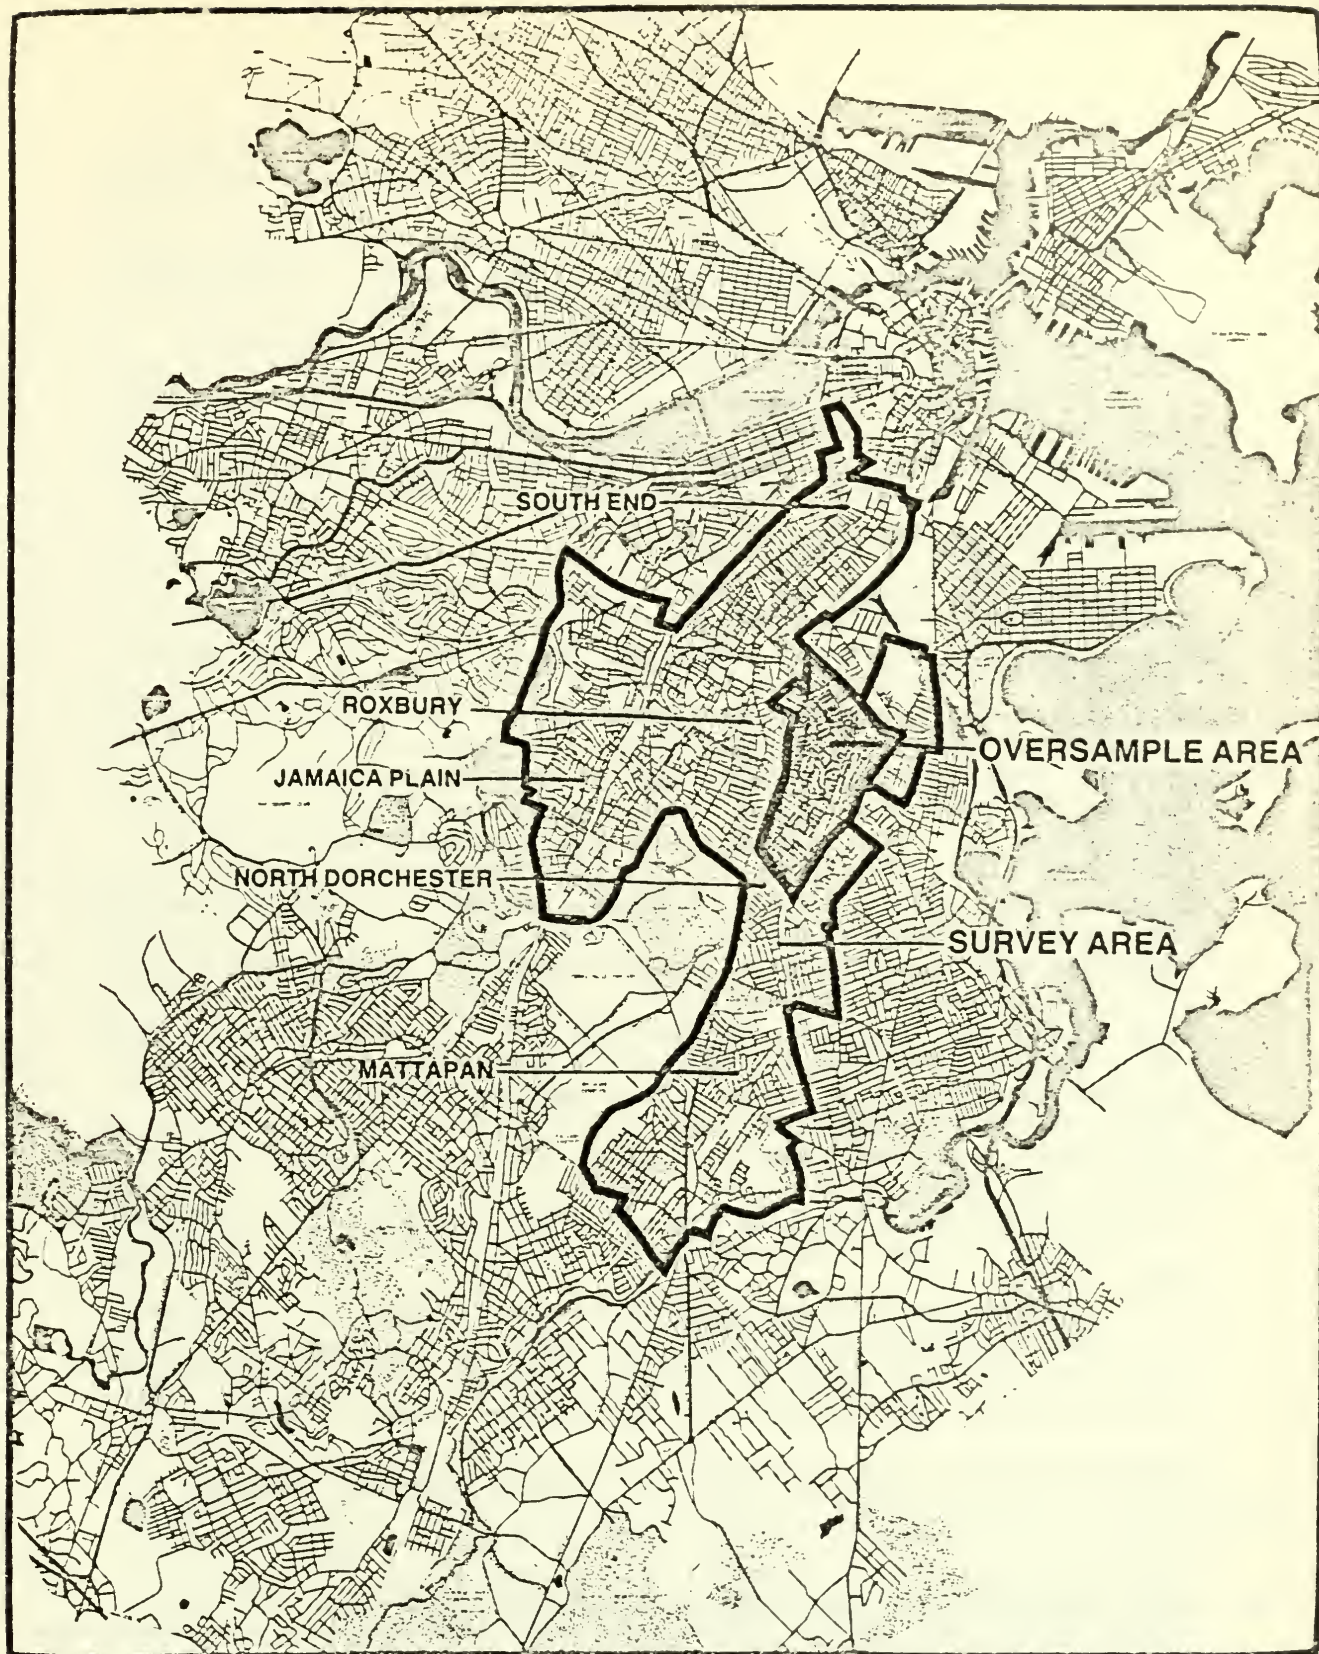 SOUTH END
ROXBURY
OVERSAMPLE AREA
JAMAICA PLAIN
NORTH DORCHESTER
SURVEY AREA
MATTAPAN